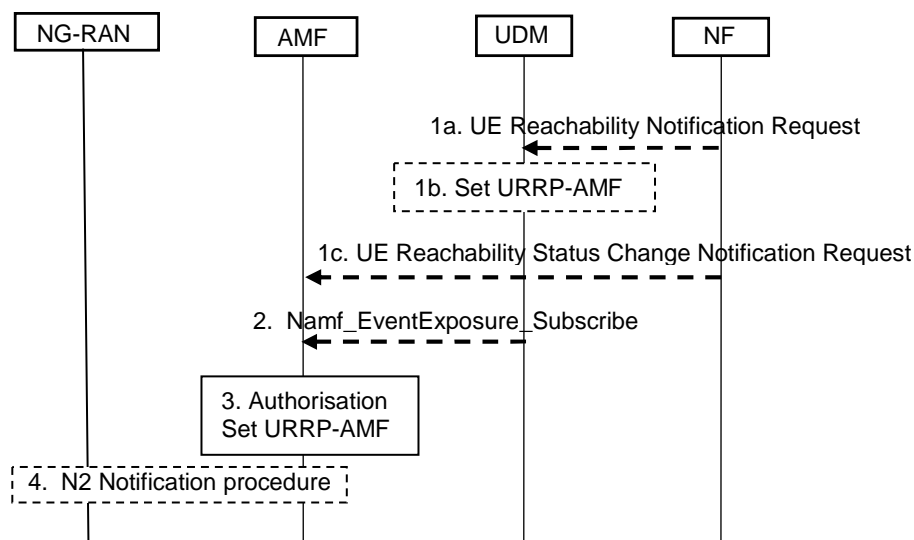 NG-RAN
AMF
UDM
NF
1a. UE Reachability Notification Request
1b. Set URRP-AMF
1c. UE Reachability Status Change Notification Request
2. Namf_EventExposure_Subscribe
3. Authorisation
Set URRP-AMF
4. N2 Notification procedure